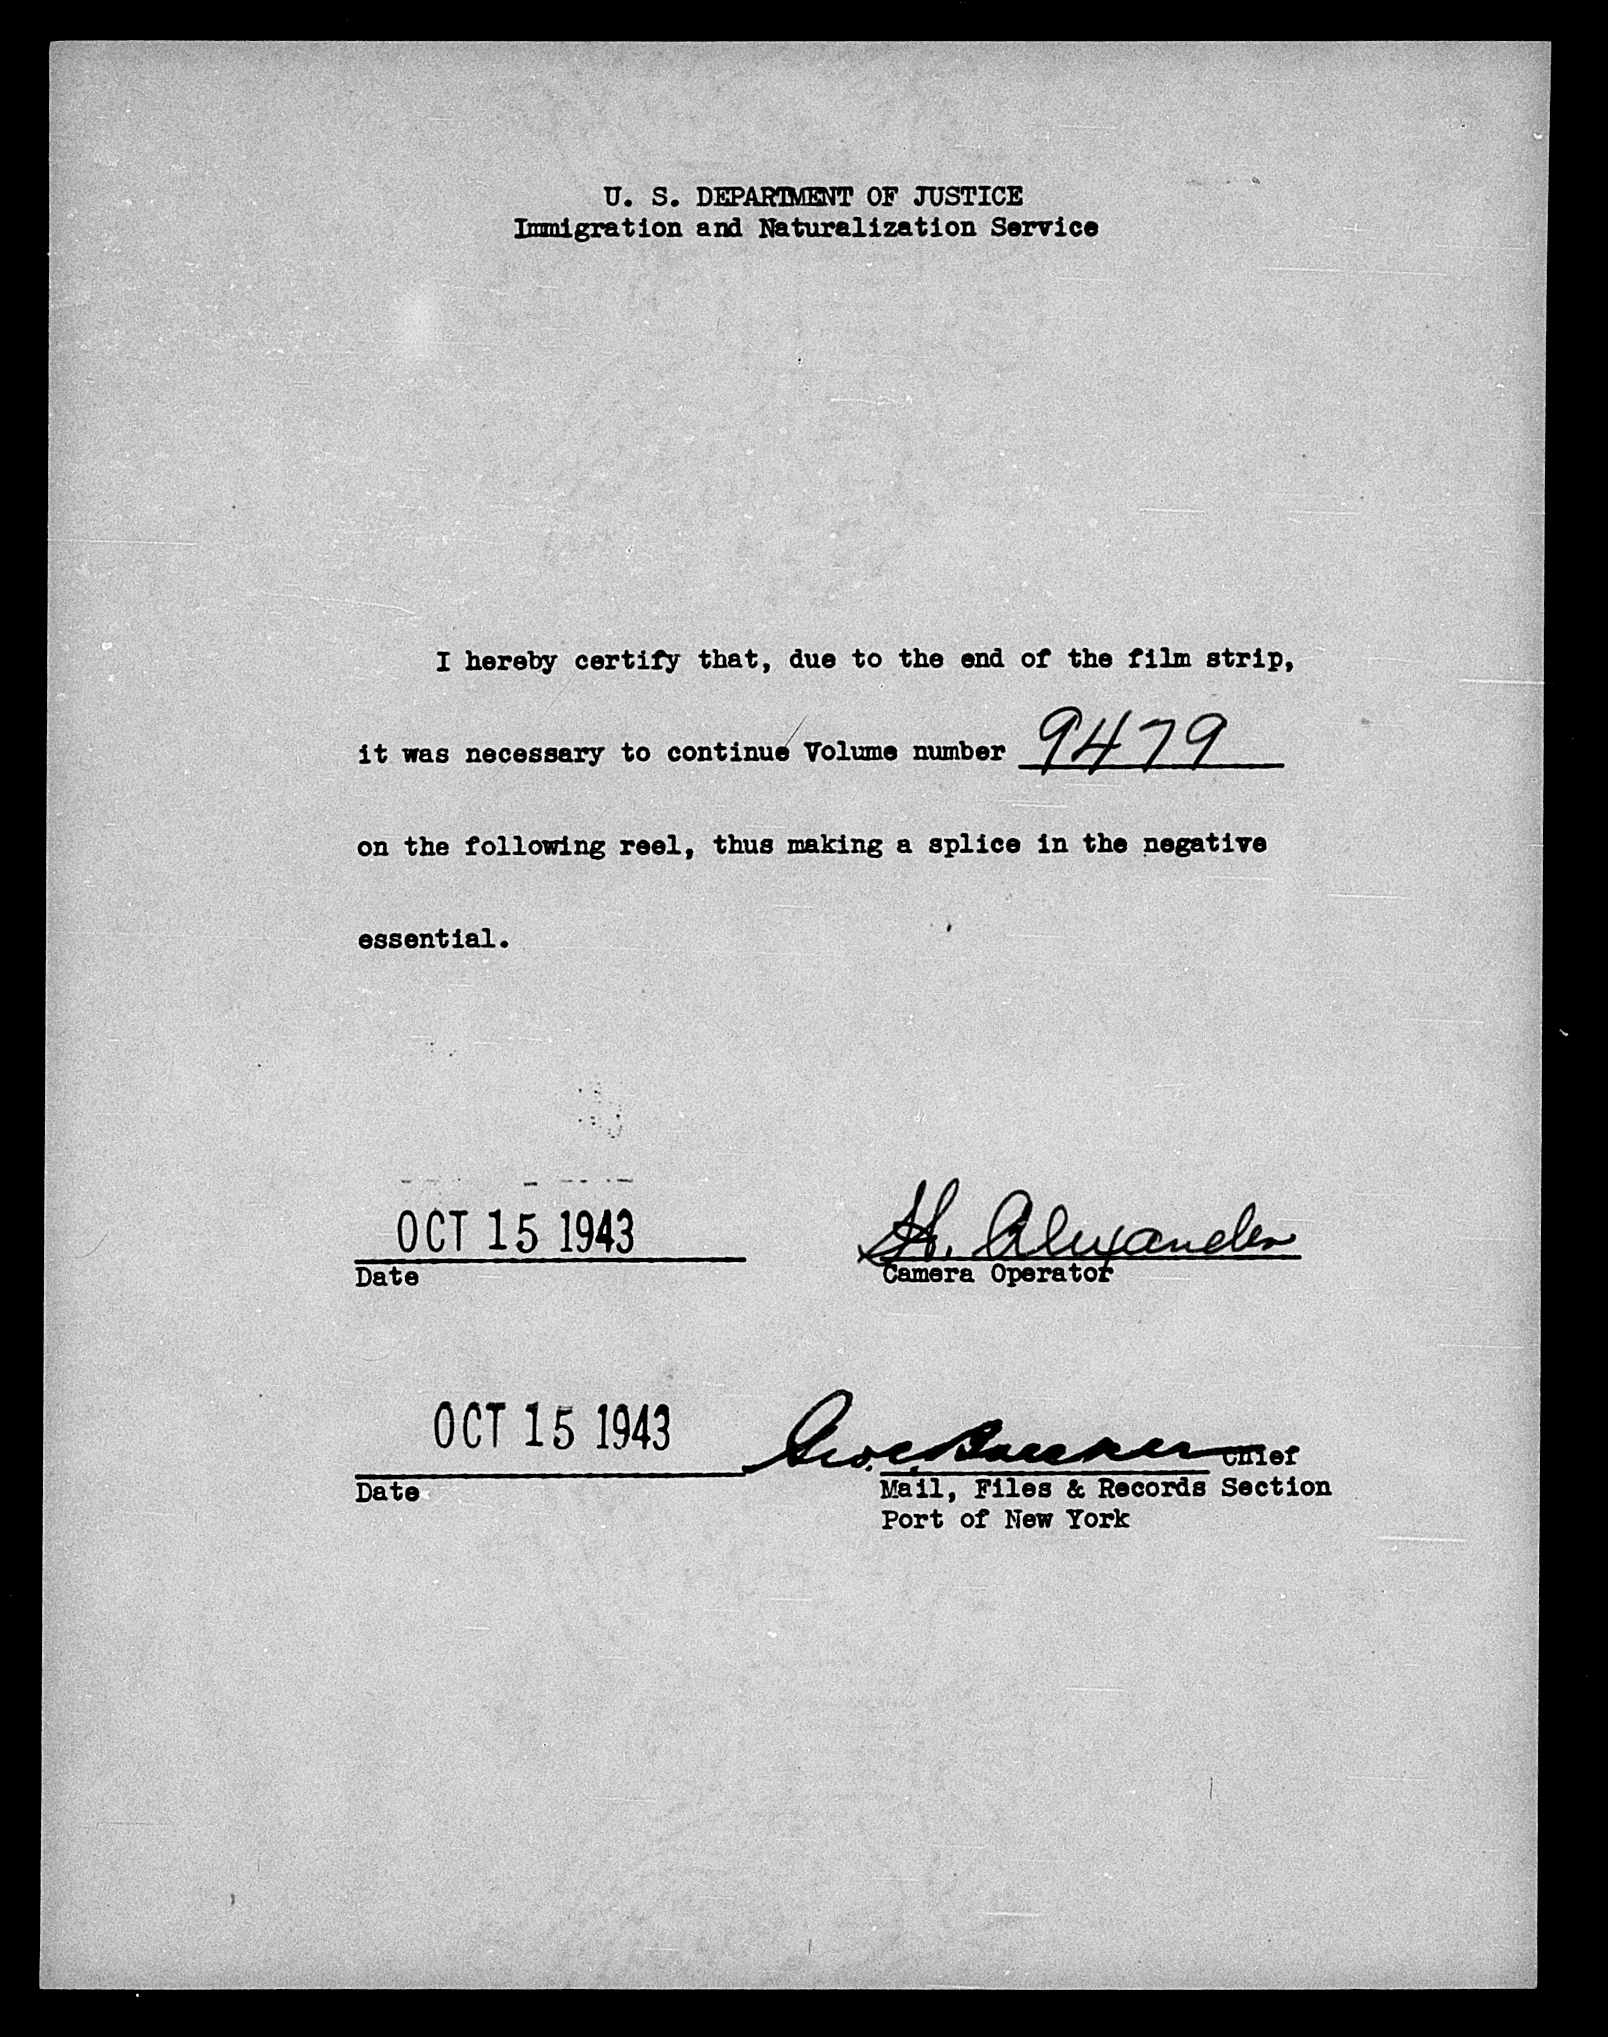 U. S. DEPARTMENT OF JUSTICE
Immigration and Naturalization Service
I hereby certify that, due to the end of the film strip,
it was necessary to continue Volume number 9479
on the following reel, thus making a splice in the negative
essential.
OCT 15 1943 H. Alexander
Date Camera Operator
OCT 15 1943 Geo. C. Chief
Date Mail, Files & Records Section
Port of New York